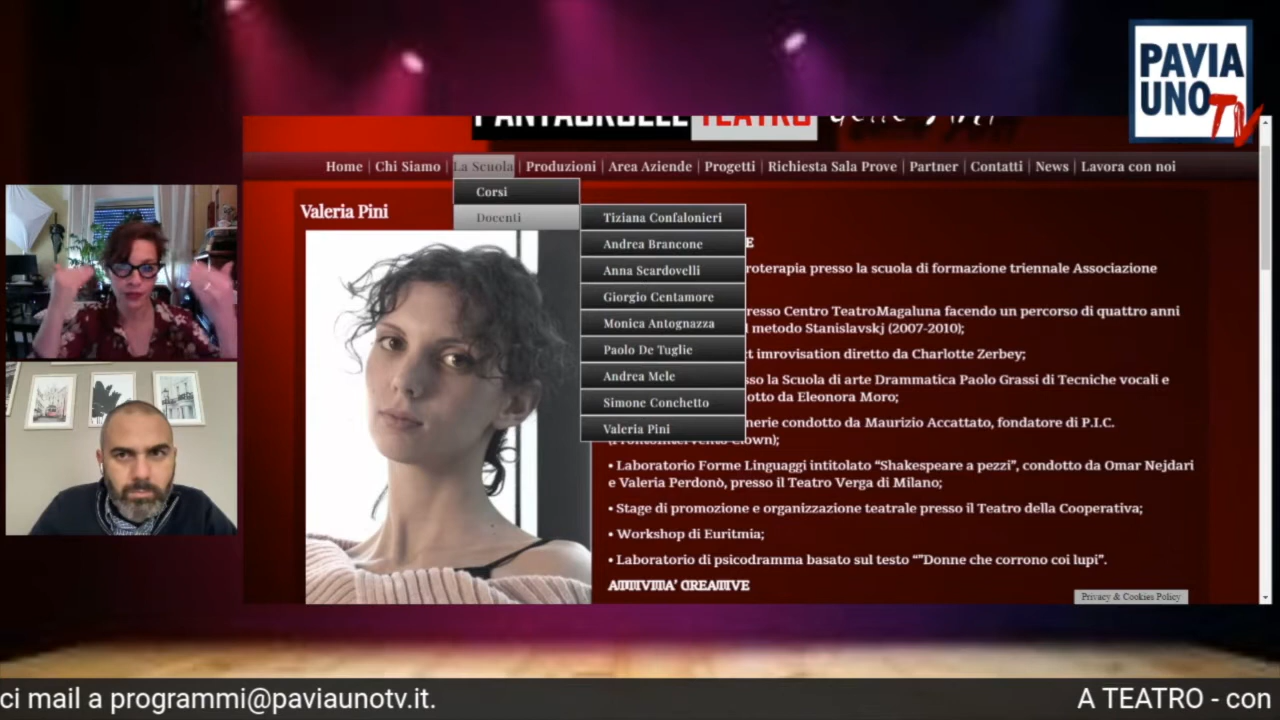 PAVIA
UNO TV
PANTAGRUELE TEATRO delle Arti
Home | Chi Siamo | La Scuola | Produzioni | Area Aziende | Progetti | Richiesta Sala Prove | Partner | Contatti | News | Lavora con noi
Corsi
Docenti
Tiziana Confalonieri
Andrea Brancone
Anna Scardovelli
Giorgio Centamore
Monica Antognazza
Paolo De Tuglie
Andrea Mele
Simone Conchetto
Valeria Pini
Valeria Pini
E
roterapia presso la scuola di formazione triennale Associazione
resso Centro TeatroMagaluna facendo un percorso di quattro anni
l metodo Stanislavskj (2007-2010);
t imrovisation diretto da Charlotte Zerbey;
sso la Scuola di arte Drammatica Paolo Grassi di Tecniche vocali e
otto da Eleonora Moro;
nerie condotto da Maurizio Accattato, fondatore di P.I.C.
(ProntoIntervento Clown);
• Laboratorio Forme Linguaggi intitolato “Shakespeare a pezzi”, condotto da Omar Nejdari
e Valeria Perdonò, presso il Teatro Verga di Milano;
• Stage di promozione e organizzazione teatrale presso il Teatro della Cooperativa;
• Workshop di Euritmia;
• Laboratorio di psicodramma basato sul testo “”Donne che corrono coi lupi”.
ATTIVITA’ CREATIVE
Privacy & Cookies Policy
ci mail a programmi@paviaunotv.it. A TEATRO - con